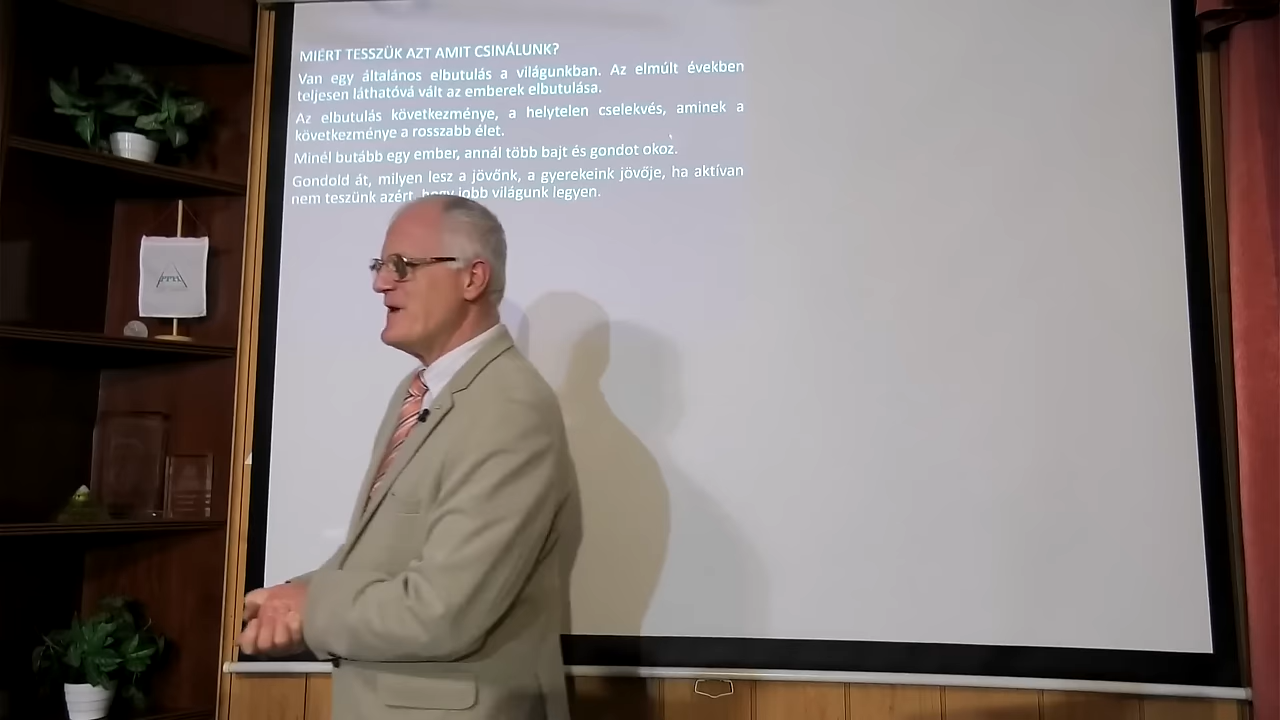 MIÉRT TESSZÜK AZT AMIT CSINÁLUNK?
Van egy általános elbutulás a világunkban. Az elmúlt években
teljesen láthatóvá vált az emberek elbutulása.
Az elbutulás következménye, a helytelen cselekvés, aminek a
következménye a rosszabb élet.
Minél butább egy ember, annál több bajt és gondot okoz.
Gondold át, milyen lesz a jövőnk, a gyerekeink jövője, ha aktívan
nem teszünk azért, hogy jobb világunk legyen.